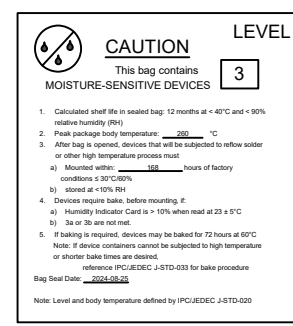 LEVEL
CAUTION
This bag contains
3
MOISTURE-SENSITIVE DEVICES
1. Calculated shelf life in sealed bag: 12 months at < 40°C and < 90%
relative humidity (RH)
2. Peak package body temperature: 260 °C
3. After bag is opened, devices that will be subjected to reflow solder
or other high temperature process must
a) Mounted within: 168 hours of factory
conditions ≤ 30°C/60%
b) stored at <10% RH
4. Devices require bake, before mounting, if:
a) Humidity Indicator Card is > 10% when read at 23 ± 5°C
b) 3a or 3b are not met.
5. If baking is required, devices may be baked for 72 hours at 60°C
Note: If device containers cannot be subjected to high temperature
or shorter bake times are desired,
reference IPC/JEDEC J-STD-033 for bake procedure
Bag Seal Date: 2024-08-25
Note: Level and body temperature defined by IPC/JEDEC J-STD-020